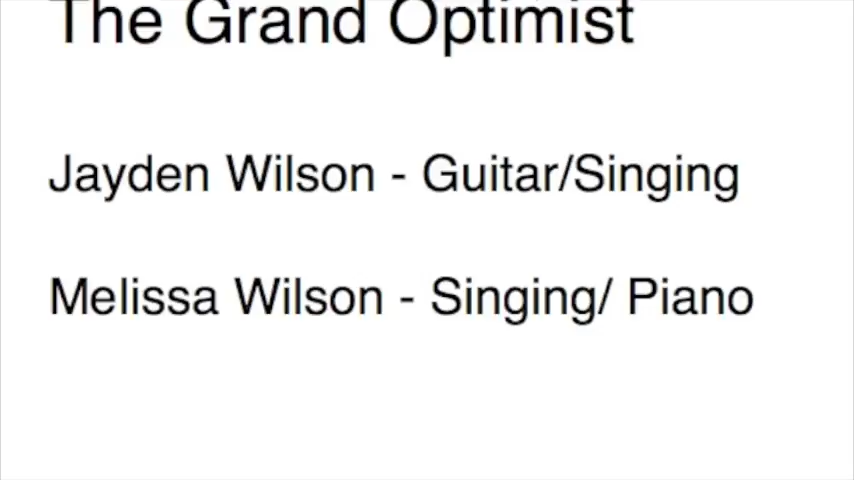 The Grand Optimist
Jayden Wilson - Guitar/Singing
Melissa Wilson - Singing/ Piano